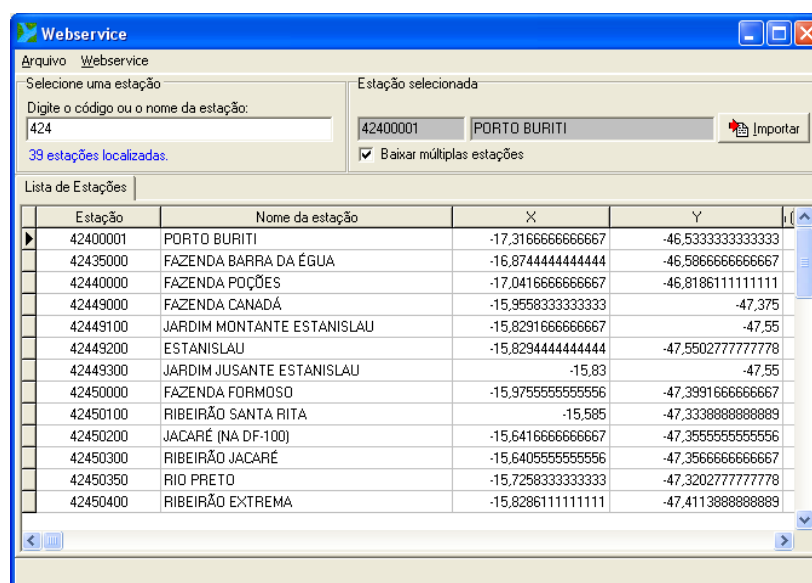 Webservice
Arquivo Webservice
Selecione uma estação
Digite o código ou o nome da estação:
424
39 estações localizadas.
Estação selecionada
42400001 PORTO BURITI Importar
Baixar múltiplas estações
Lista de Estações
Estação Nome da estação X Y
42400001 PORTO BURITI -17,3166666666667 -46,5333333333333
42435000 FAZENDA BARRA DA ÉGUA -16,8744444444444 -46,5866666666667
42440000 FAZENDA POÇÕES -17,0416666666667 -46,8186111111111
42449000 FAZENDA CANADÁ -15,9558333333333 -47,375
42449100 JARDIM MONTANTE ESTANISLAU -15,8291666666667 -47,55
42449200 ESTANISLAU -15,8294444444444 -47,5502777777778
42449300 JARDIM JUSANTE ESTANISLAU -15,83 -47,55
42450000 FAZENDA FORMOSO -15,9755555555556 -47,3991666666667
42450100 RIBEIRÃO SANTA RITA -15,585 -47,3338888888889
42450200 JACARÉ (NA DF-100) -15,6416666666667 -47,3555555555556
42450300 RIBEIRÃO JACARÉ -15,6405555555556 -47,3566666666667
42450350 RIO PRETO -15,7258333333333 -47,3202777777778
42450400 RIBEIRÃO EXTREMA -15,8286111111111 -47,4113888888889